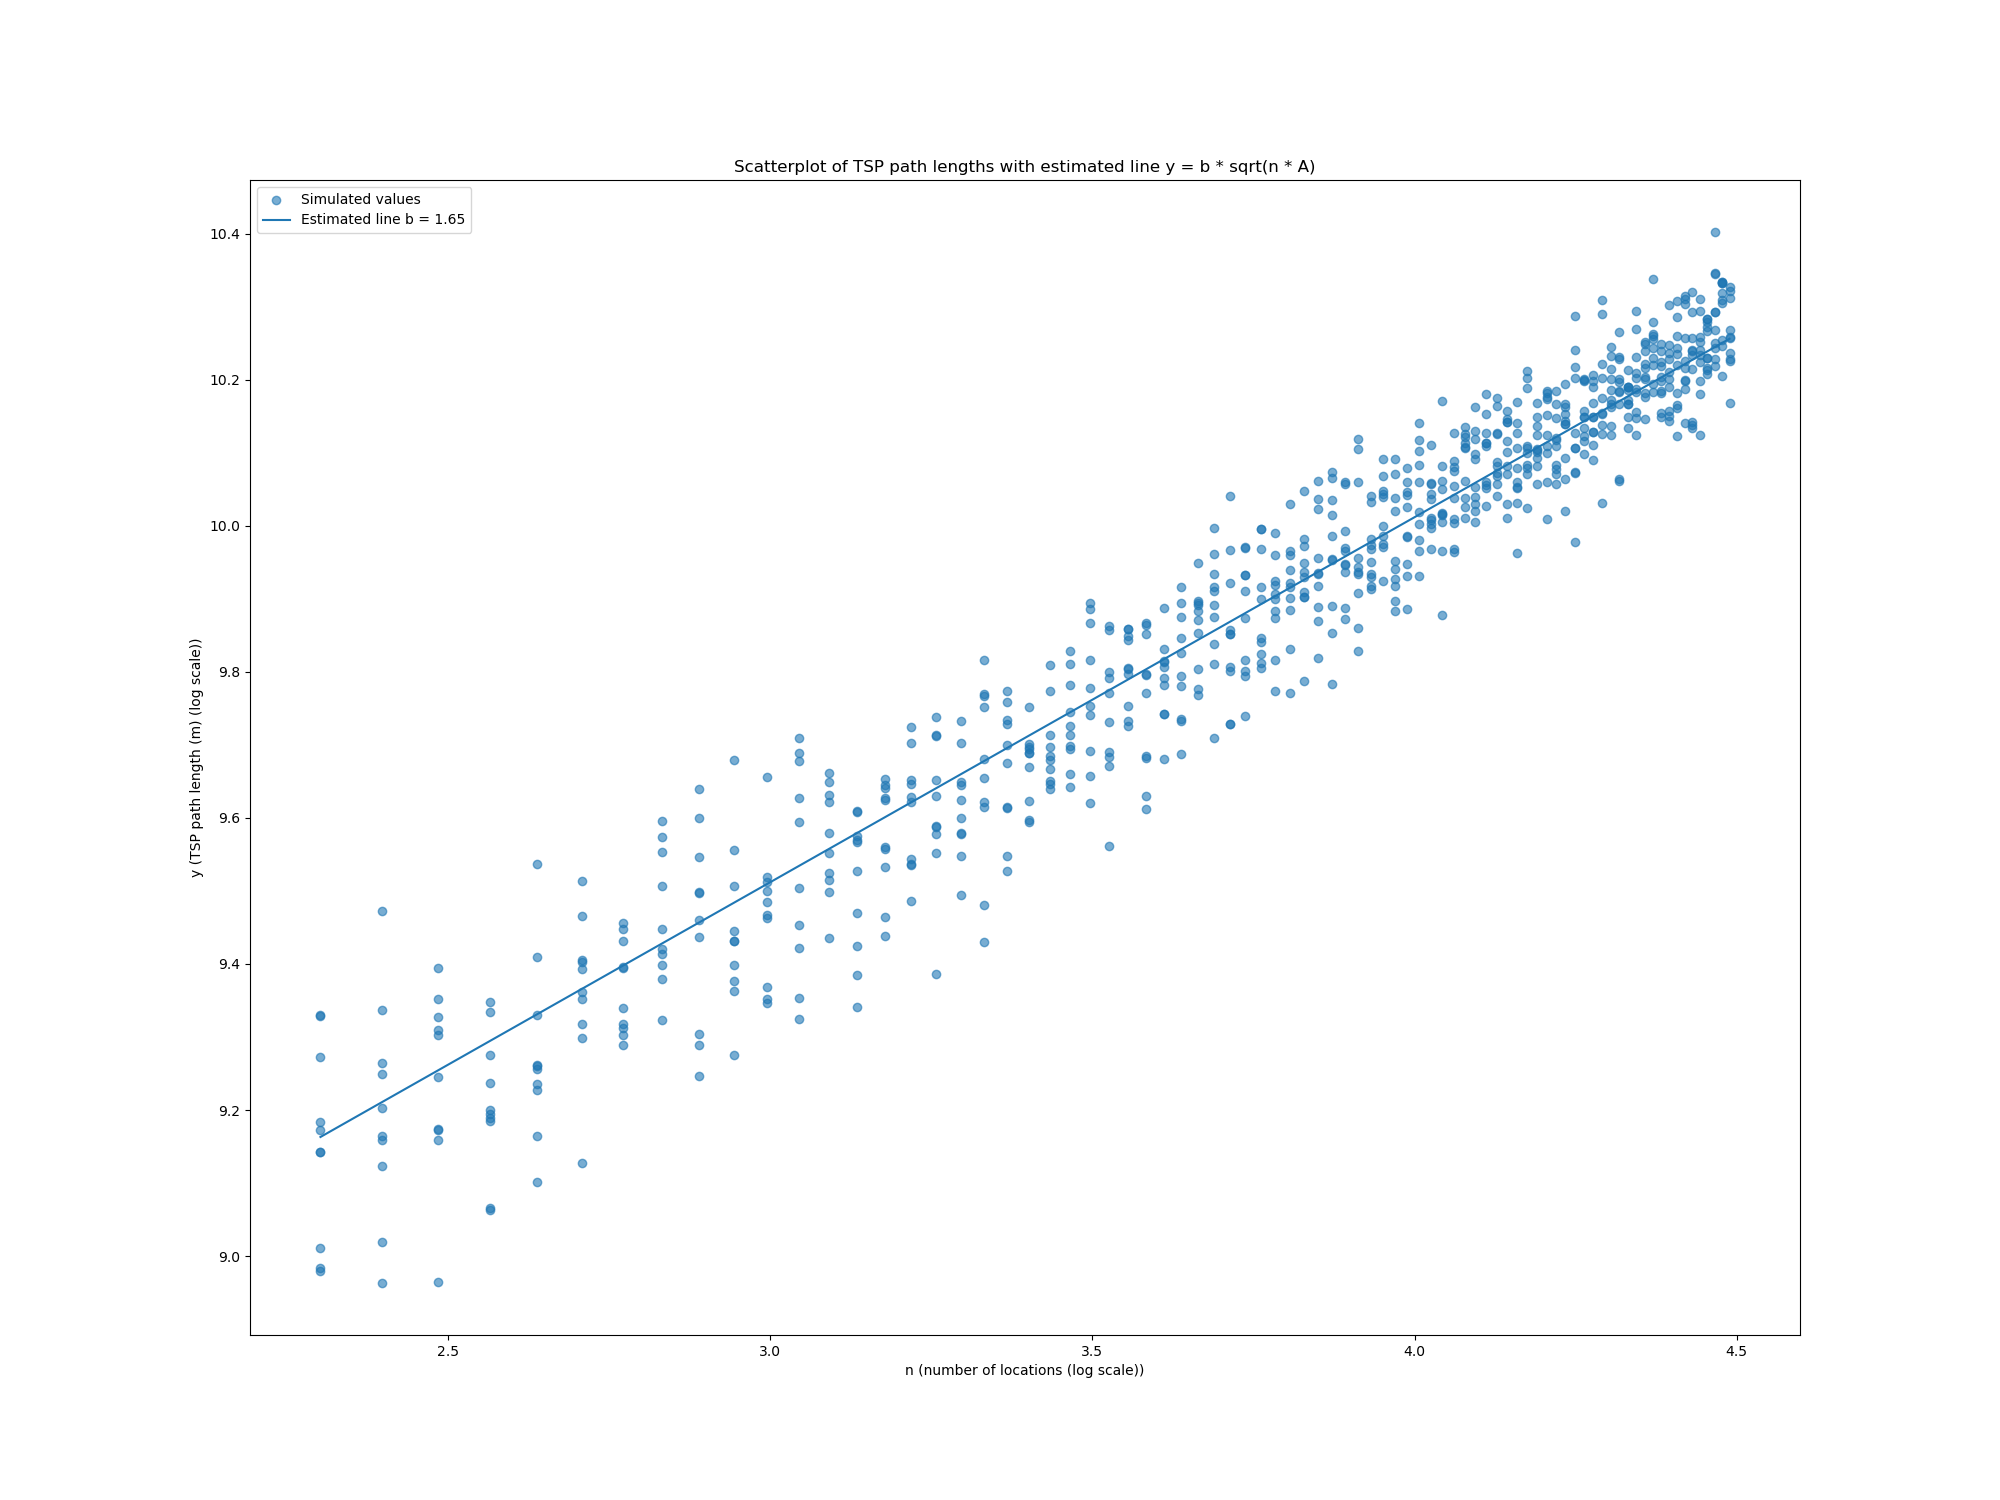 Scatterplot of TSP path lengths with estimated line y = b * sqrt(n * A)
Simulated values
Estimated line b = 1.65
10.4
10.2
10.0
9.8
9.6
9.4
9.2
9.0
y (TSP path length (m) (log scale))
2.5
3.0
3.5
4.0
4.5
n (number of locations (log scale))